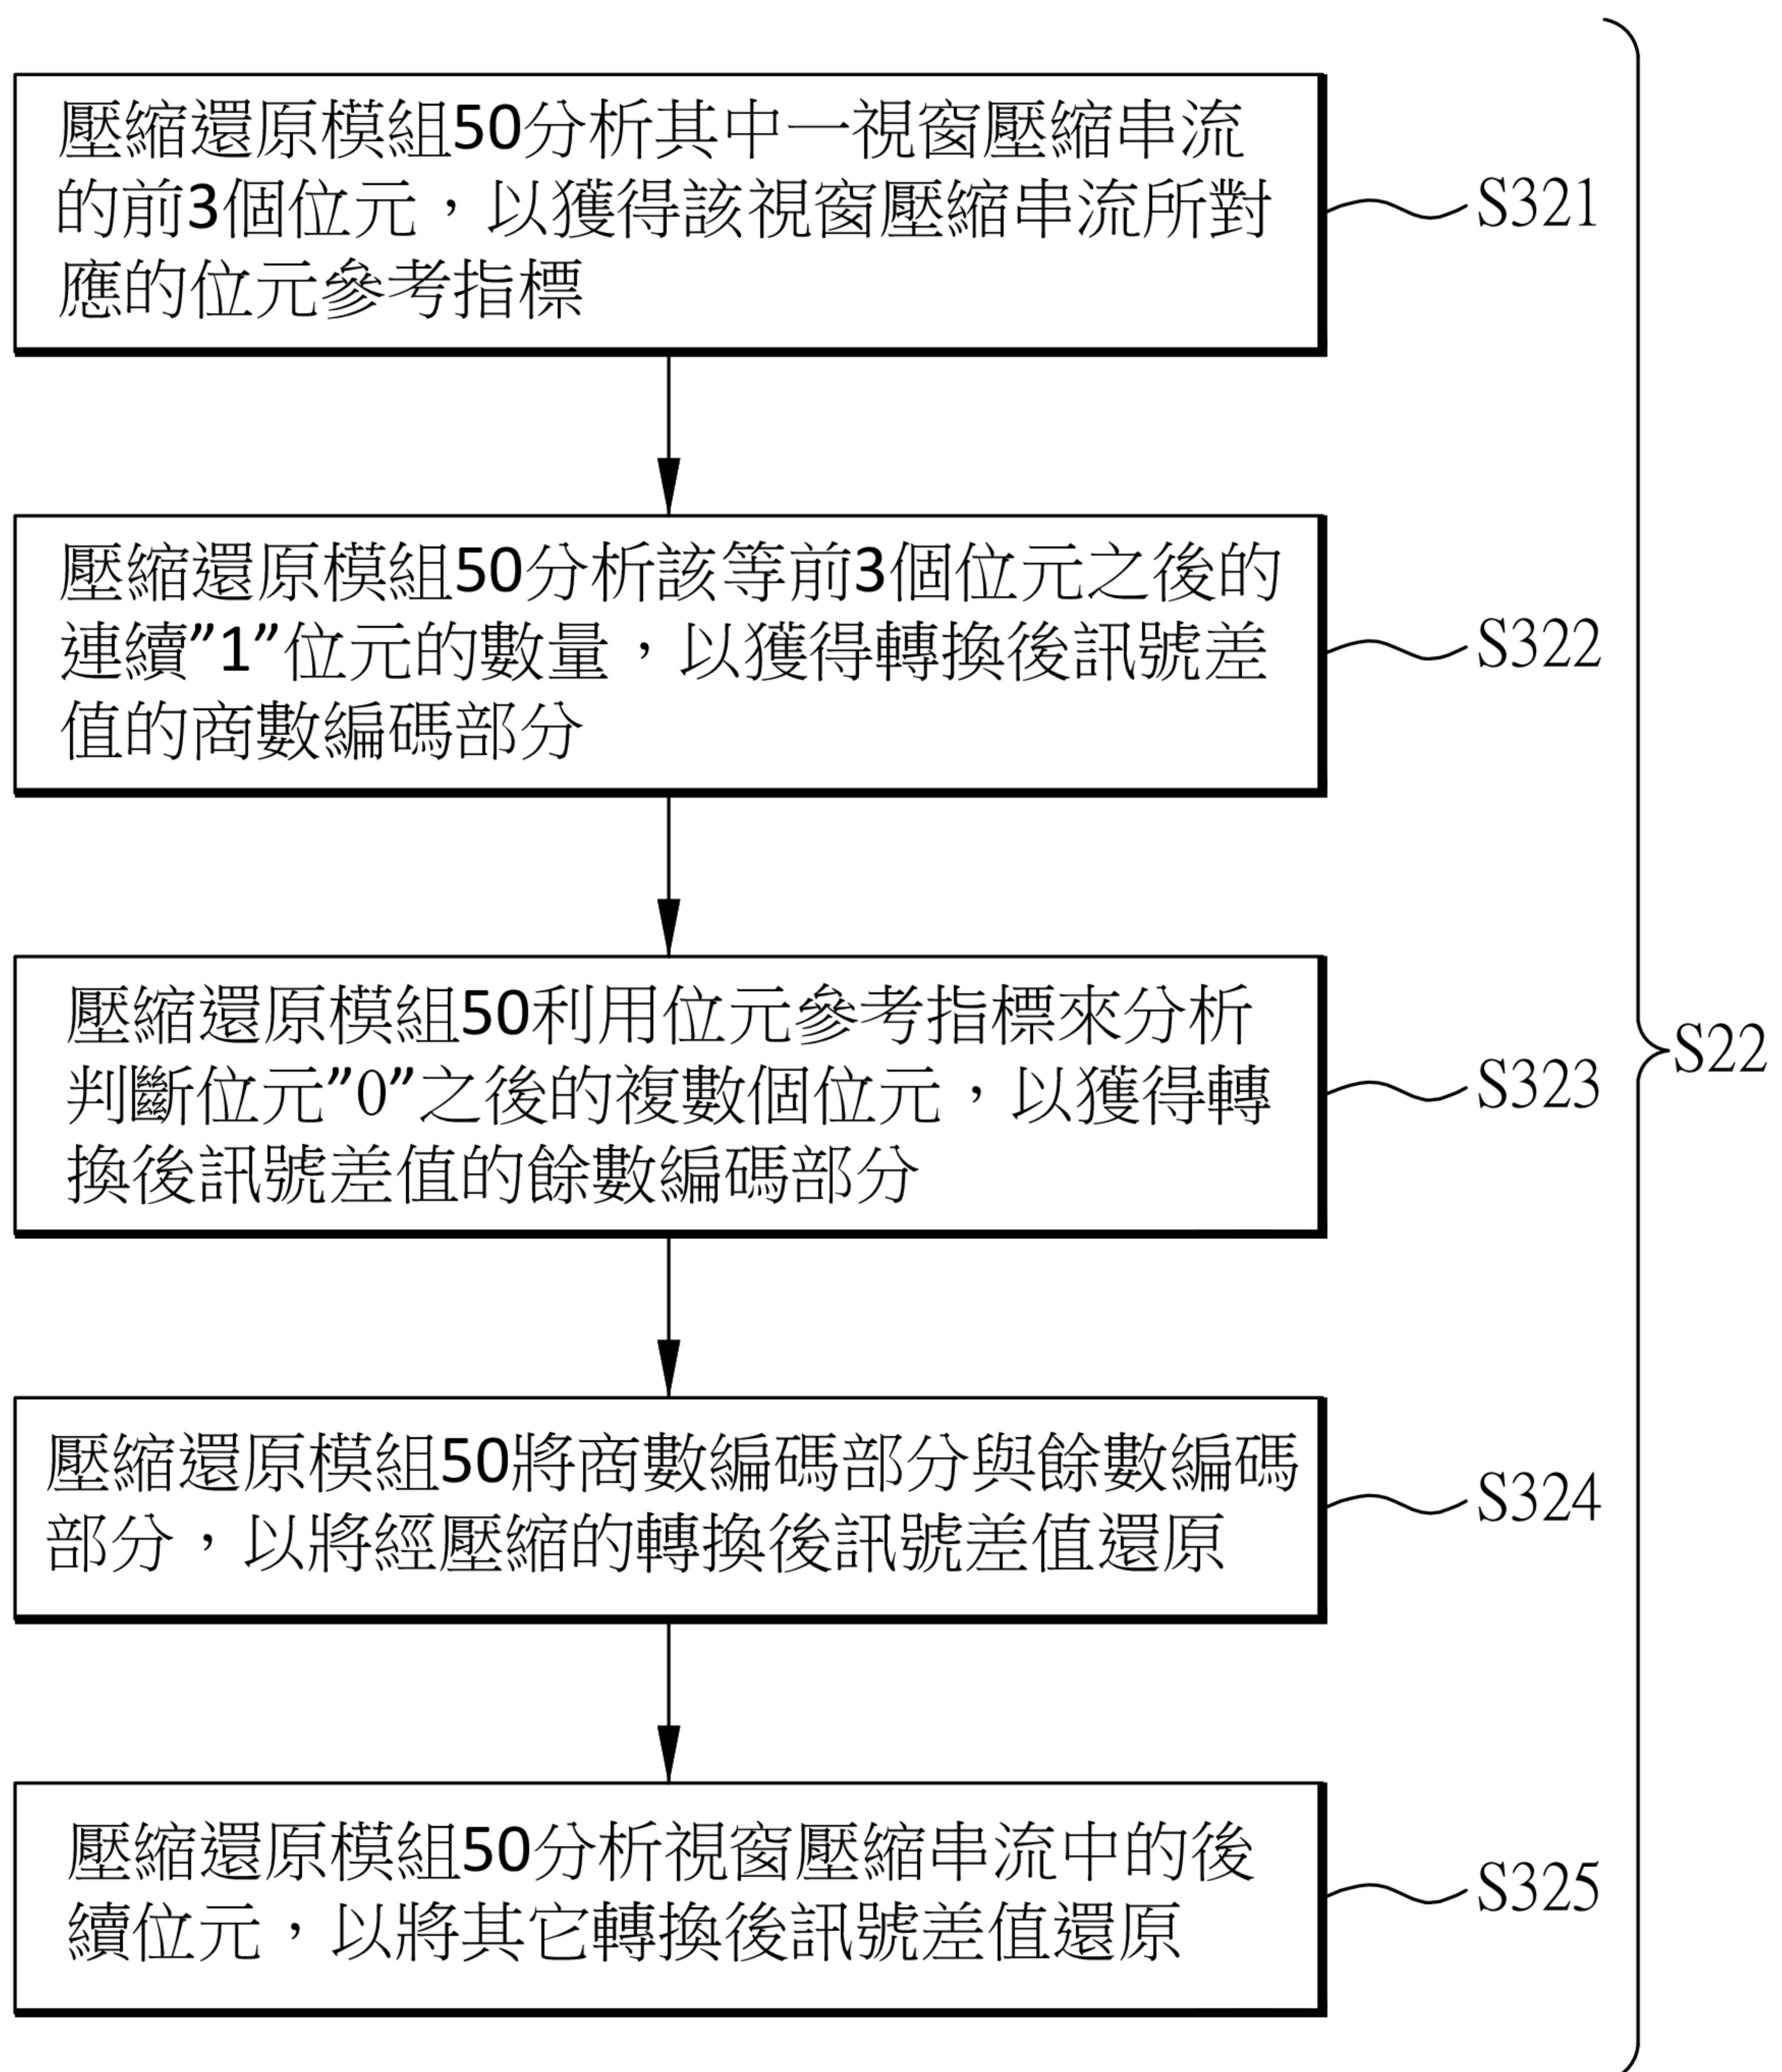 壓縮還原模組50分析其中一視窗壓縮串流
的前3個位元，以獲得該視窗壓縮串流所對
應的位元參考指標
S321
壓縮還原模組50分析該等前3個位元之後的
連續”1”位元的數量，以獲得轉換後訊號差
值的商數編碼部分
S322
壓縮還原模組50利用位元參考指標來分析
判斷位元”0”之後的複數個位元，以獲得轉
換後訊號差值的餘數編碼部分
S323
S22
壓縮還原模組50將商數編碼部分與餘數編碼
部分，以將經壓縮的轉換後訊號差值還原
S324
壓縮還原模組50分析視窗壓縮串流中的後
續位元，以將其它轉換後訊號差值還原
S325